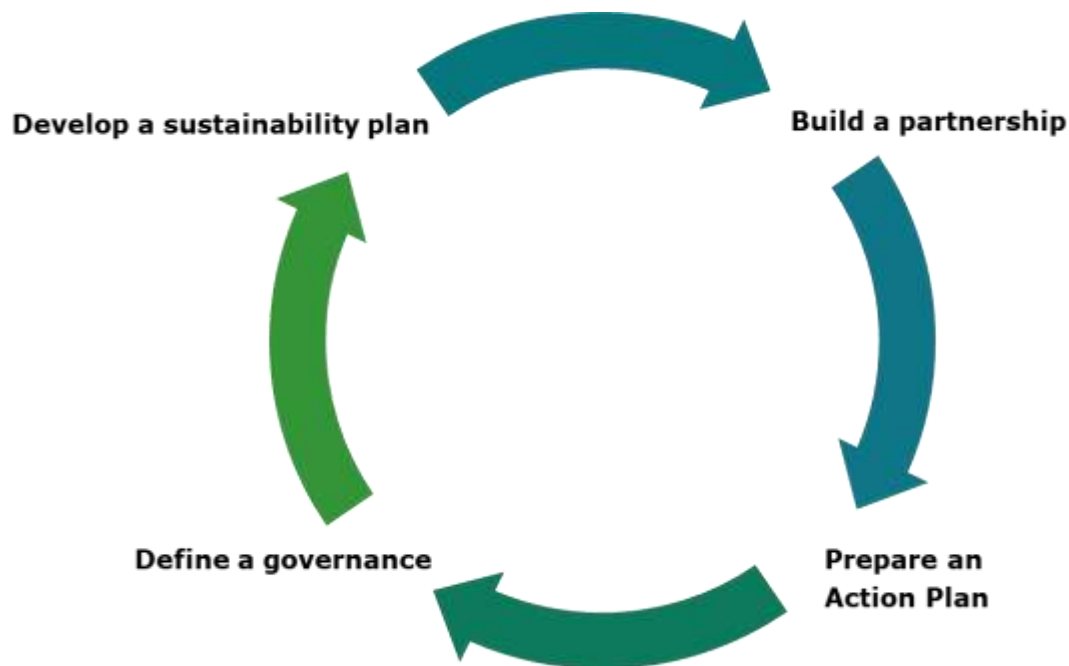 Develop a sustainability plan
Build a partnership
Define a governance
Prepare an
Action Plan